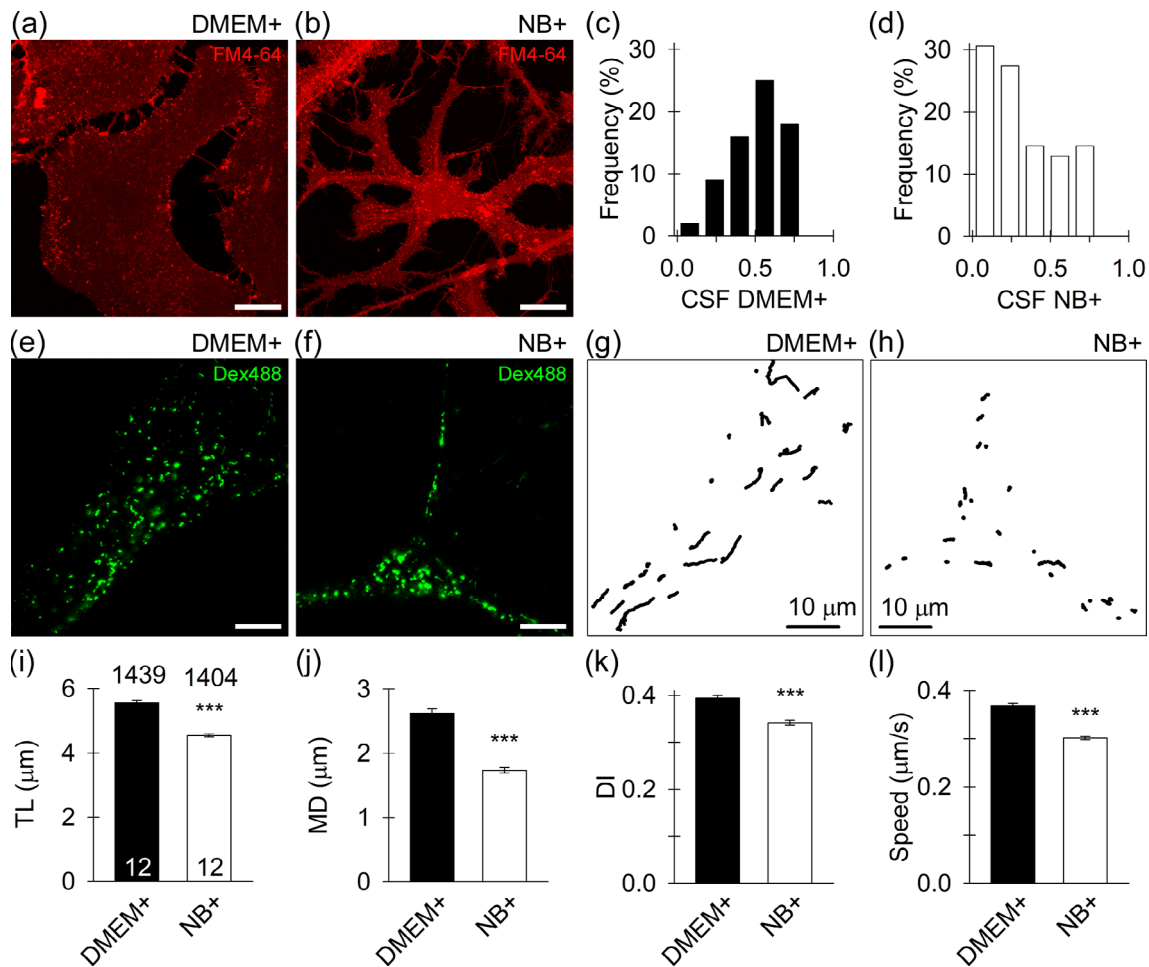 (a) DMEM+
FM4-64
(b) NB+
FM4-64
(c)
Frequency (%)
30
20
10
0
0.0 0.5 1.0
CSF DMEM+
(d)
Frequency (%)
30
20
10
0
0.0 0.5 1.0
CSF NB+
(e) DMEM+
Dex488
(f) NB+
Dex488
(g) DMEM+
10 μm
(h) NB+
10 μm
(i)
TL (μm)
6
4
2
0
1439 1404
***
12 12
DMEM+ NB+
(j)
MD (μm)
3
2
1
0
***
DMEM+ NB+
(k)
DI
0.4
0.2
0.0
***
DMEM+ NB+
(l)
Speed (μm/s)
0.4
0.2
0.0
***
DMEM+ NB+